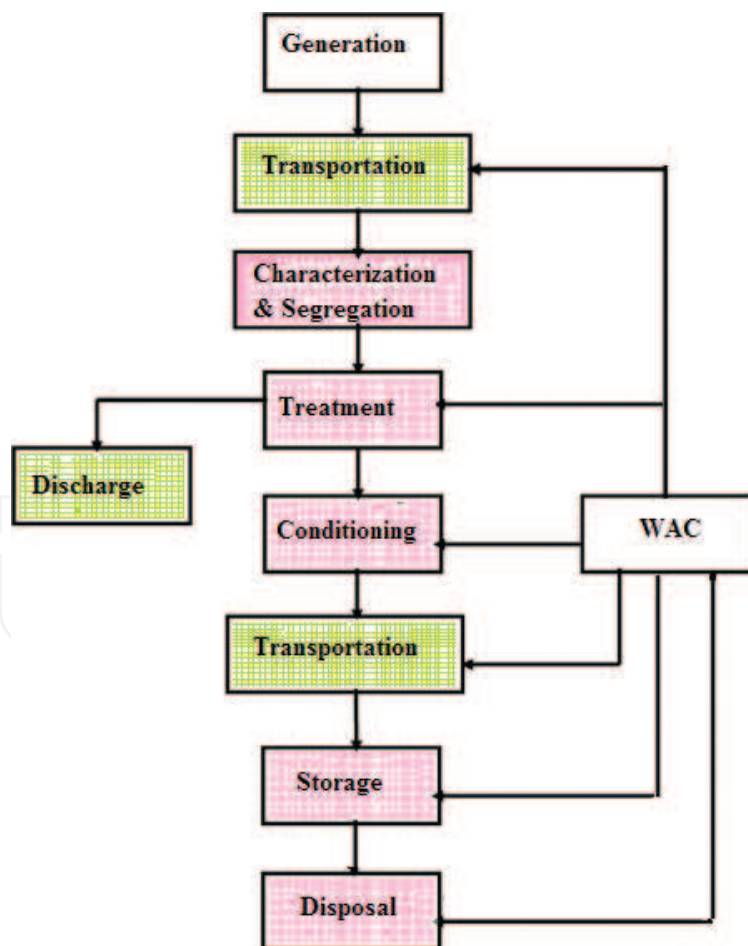 Generation
Transportation
Characterization
& Segregation
Treatment
Discharge
Conditioning
WAC
Transportation
Storage
Disposal